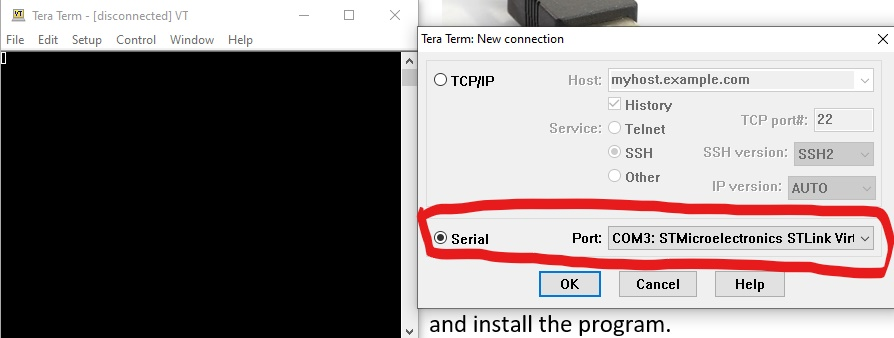 VT
Tera Term - [disconnected] VT
File Edit Setup Control Window Help
Tera Term: New connection
TCP/IP
Host: myhost.example.com
History
Service: Telnet
TCP port#: 22
SSH
SSH version: SSH2
Other
IP version: AUTO
Serial
Port: COM3: STMicroelectronics STLink Virt
OK Cancel Help
and install the program.